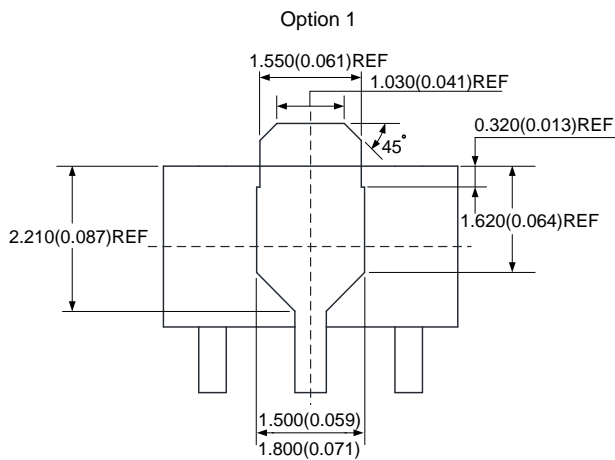 Option 1
1.550(0.061)REF
1.030(0.041)REF
0.320(0.013)REF
45°
2.210(0.087)REF
1.620(0.064)REF
1.500(0.059)
1.800(0.071)